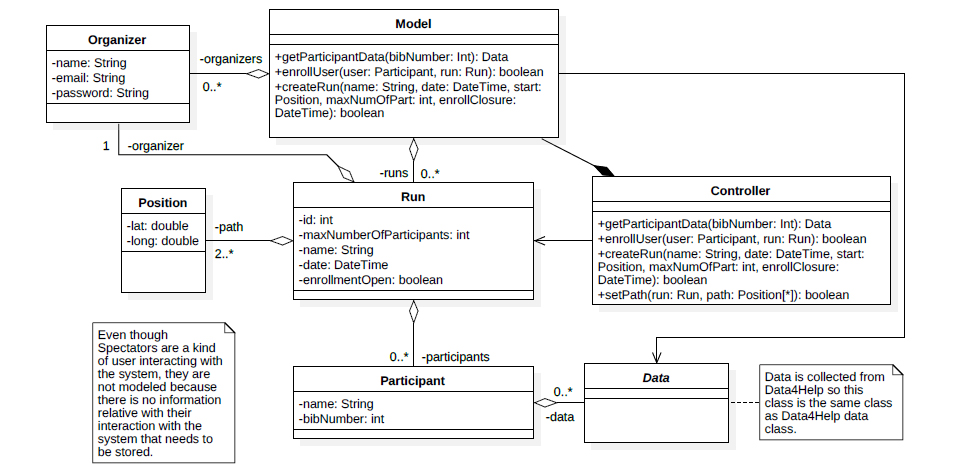 Organizer
-name: String
-email: String
-password: String
-organizers
0..*
Model
+getParticipantData(bibNumber: Int): Data
+enrollUser(user: Participant, run: Run): boolean
+createRun(name: String, date: DateTime, start:
Position, maxNumOfPart: int, enrollClosure:
DateTime): boolean
1
-organizer
-runs
0..*
Position
-lat: double
-long: double
-path
2..*
Run
-id: int
-maxNumberOfParticipants: int
-name: String
-date: DateTime
-enrollmentOpen: boolean
Controller
+getParticipantData(bibNumber: Int): Data
+enrollUser(user: Participant, run: Run): boolean
+createRun(name: String, date: DateTime, start:
Position, maxNumOfPart: int, enrollClosure:
DateTime): boolean
+setPath(run: Run, path: Position[*]): boolean
Even though
Spectators are a kind
of user interacting with
the system, they are
not modeled because
there is no information
relative with their
interaction with the
system that needs to
be stored.
0..*
-participants
Participant
-name: String
-bibNumber: int
0..*
-data
Data
Data is collected from
Data4Help so this
class is the same class
as Data4Help data
class.